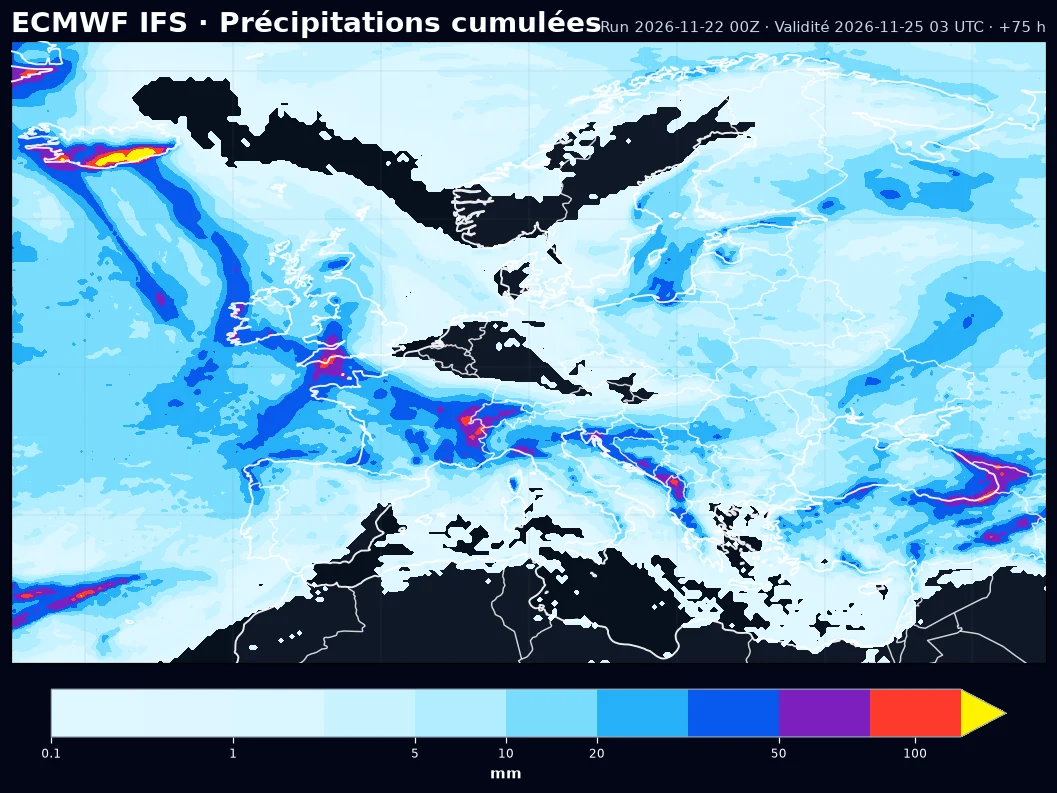 ECMWF IFS · Précipitations cumulées
Run 2026-11-22 00Z · Validité 2026-11-25 03 UTC · +75 h
0.1 1 5 10 20 50 100
mm